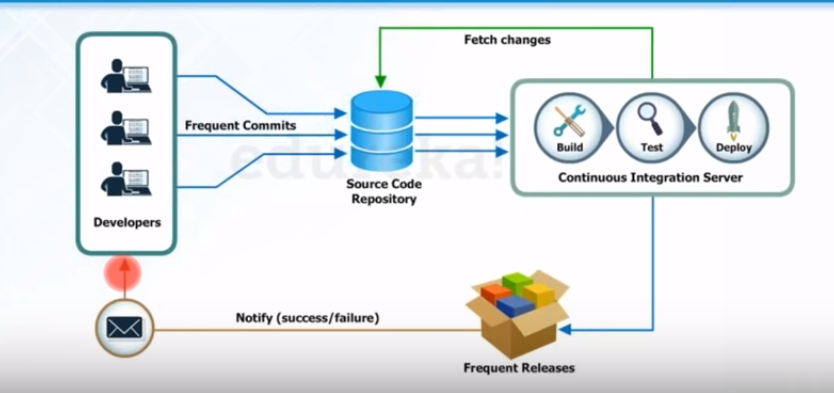 Fetch changes
Frequent Commits
Build
Test
Deploy
edureka!
Source Code
Repository
Continuous Integration Server
Developers
Notify (success/failure)
Frequent Releases